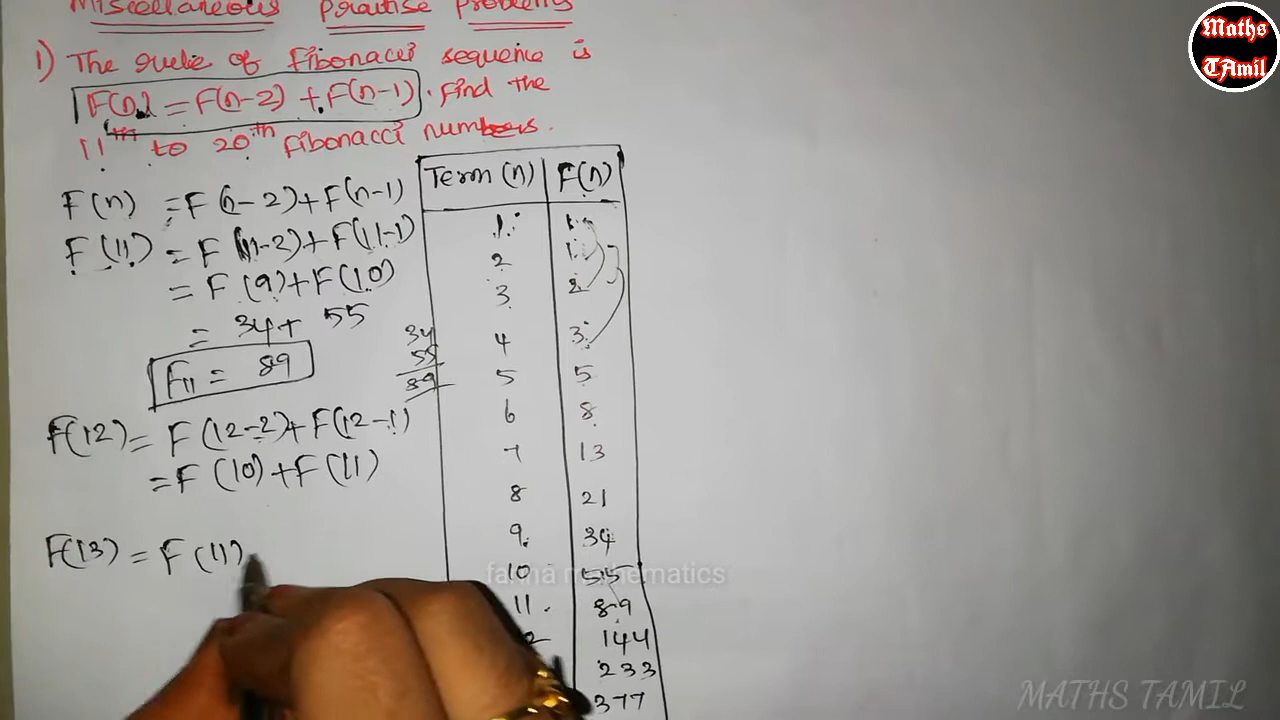 Miscellaneous Practise Problems
1) The rule of Fibonacci sequence is
F(n) = F(n-2) + F(n-1). Find the
11th to 20th Fibonacci numbers.
F(n) = F(n-2)+F(n-1)
F(11) = F(11-2)+F(11-1)
= F(9)+F(10)
= 34+ 55
F11 = 89
34
55
89
F(12) = F(12-2)+F(12-1)
= F(10)+F(11)
F(13) = F(11)
Term (n) F(n)
1 1
2 1
3 2
4 3
5 5
6 8
7 13
8 21
9 34
10 55
11 89
2 144
233
377
Maths
TAmil
farina mathematics
MATHS TAMIL